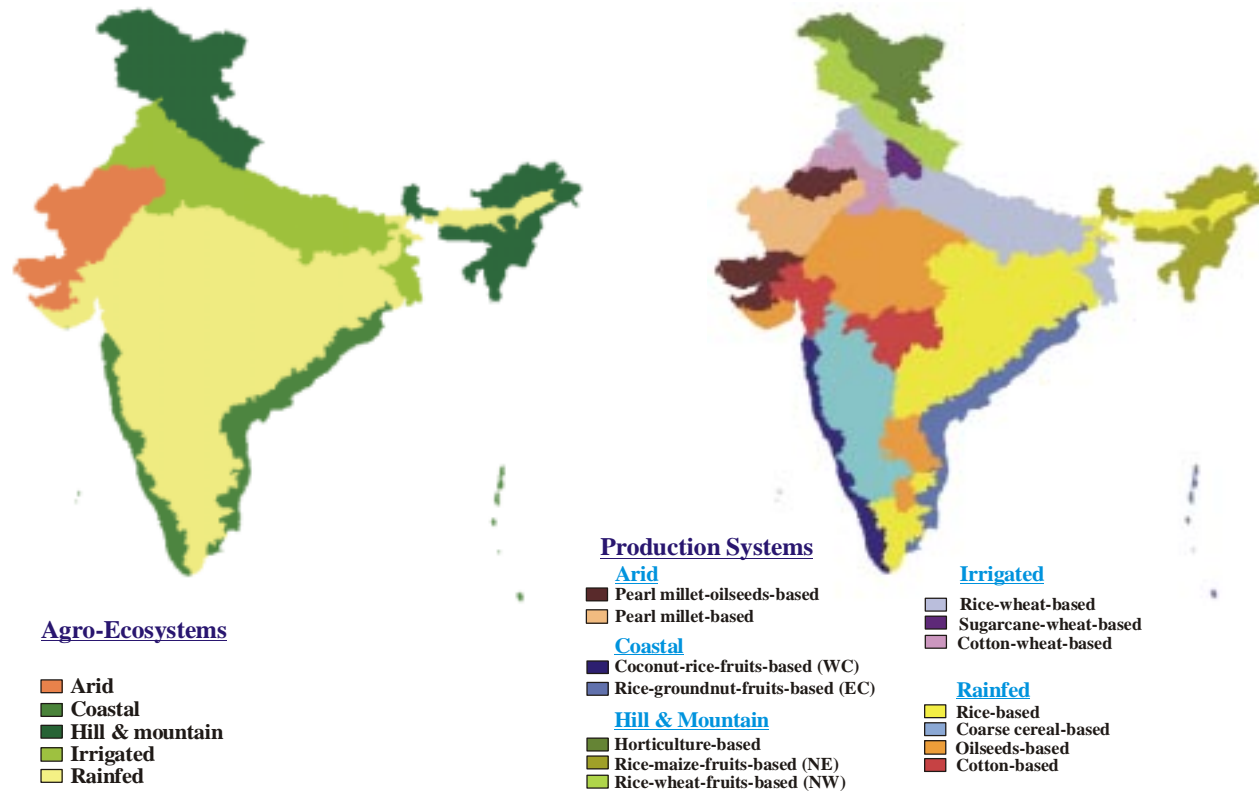 Agro-Ecosystems
Arid
Coastal
Hill & mountain
Irrigated
Rainfed
Production Systems
Arid
Pearl millet-oilseeds-based
Pearl millet-based
Coastal
Coconut-rice-fruits-based (WC)
Rice-groundnut-fruits-based (EC)
Hill & Mountain
Horticulture-based
Rice-maize-fruits-based (NE)
Rice-wheat-fruits-based (NW)
Irrigated
Rice-wheat-based
Sugarcane-wheat-based
Cotton-wheat-based
Rainfed
Rice-based
Coarse cereal-based
Oilseeds-based
Cotton-based